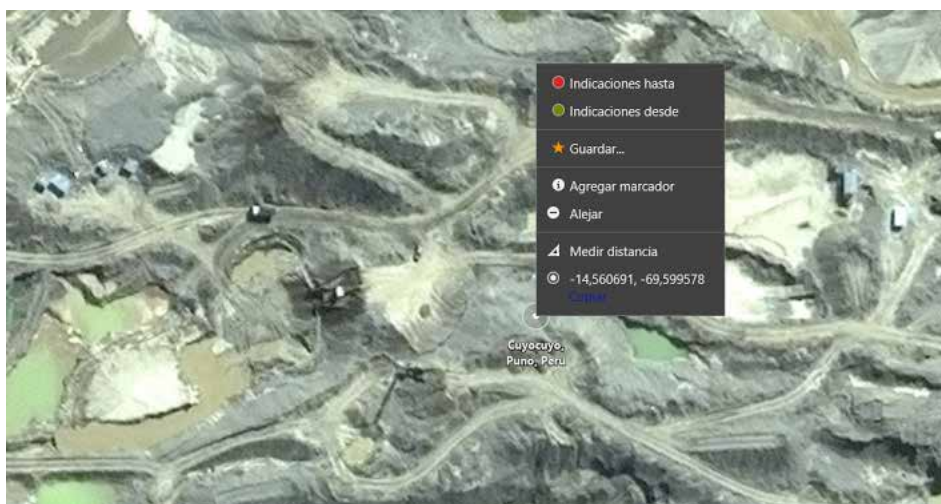 Indicaciones hasta
Indicaciones desde
Guardar...
Agregar marcador
Alejar
Medir distancia
-14,560691, -69,599578
Copiar
Cuyocuyo,
Puno, Peru